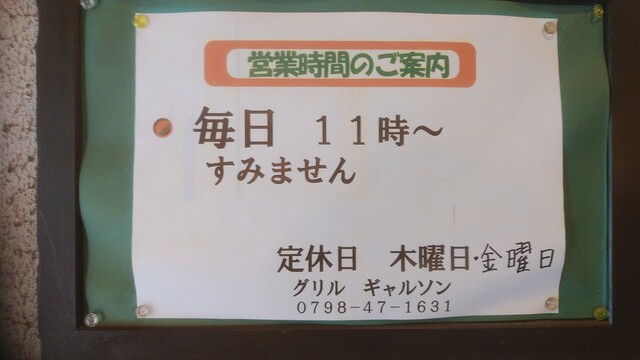 営業時間のご案内
毎日 11時～
すみません
定休日 木曜日・金曜日
グリル ギャルソン
0798-47-1631